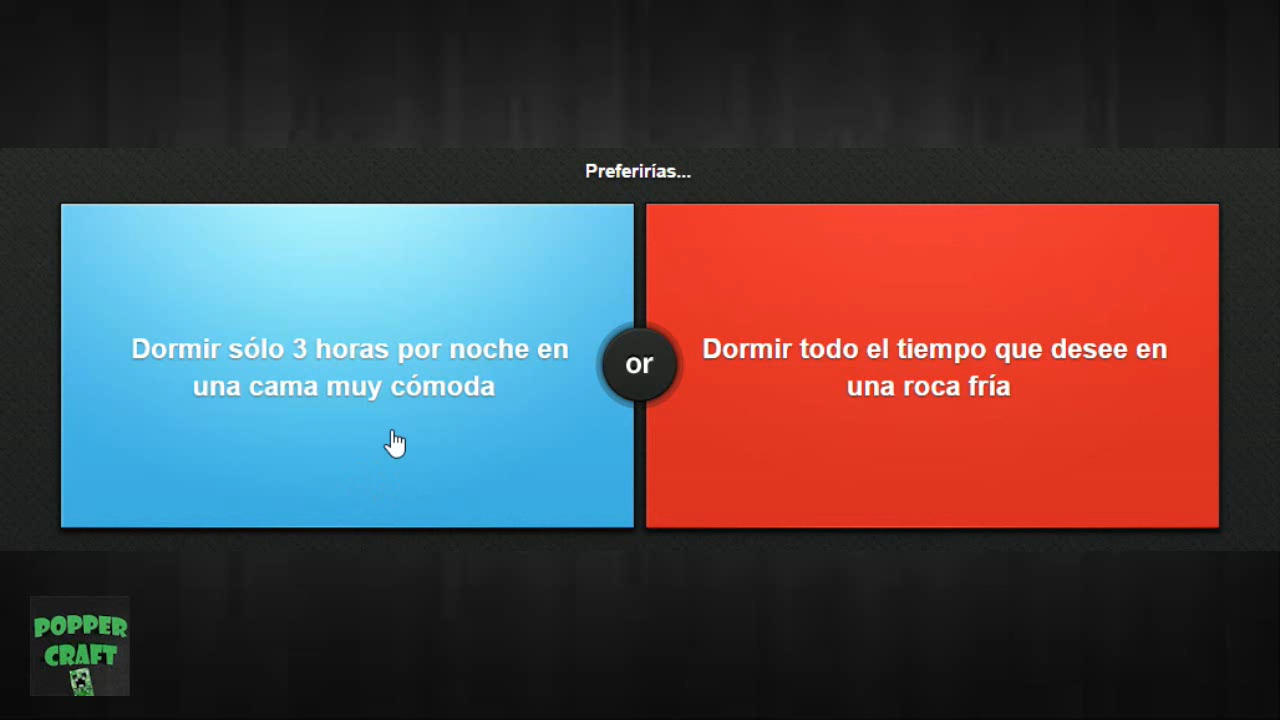 Preferirías...
Dormir sólo 3 horas por noche en
una cama muy cómoda
or
Dormir todo el tiempo que desee en
una roca fría
POPPER
CRAFT